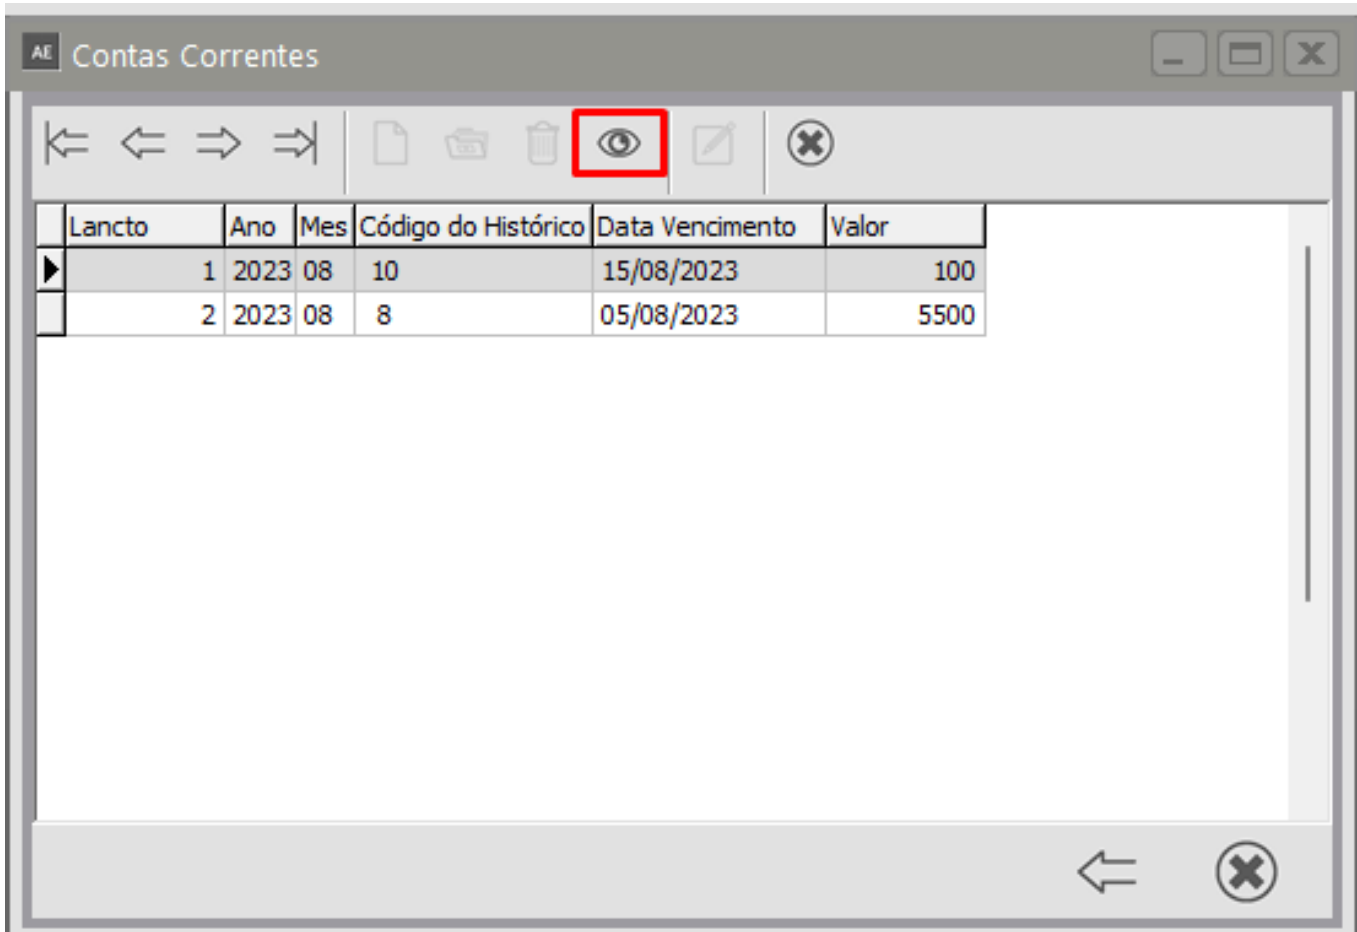 AE Contas Correntes
Lancto Ano Mes Código do Histórico Data Vencimento Valor
1 2023 08 10 15/08/2023 100
2 2023 08 8 05/08/2023 5500